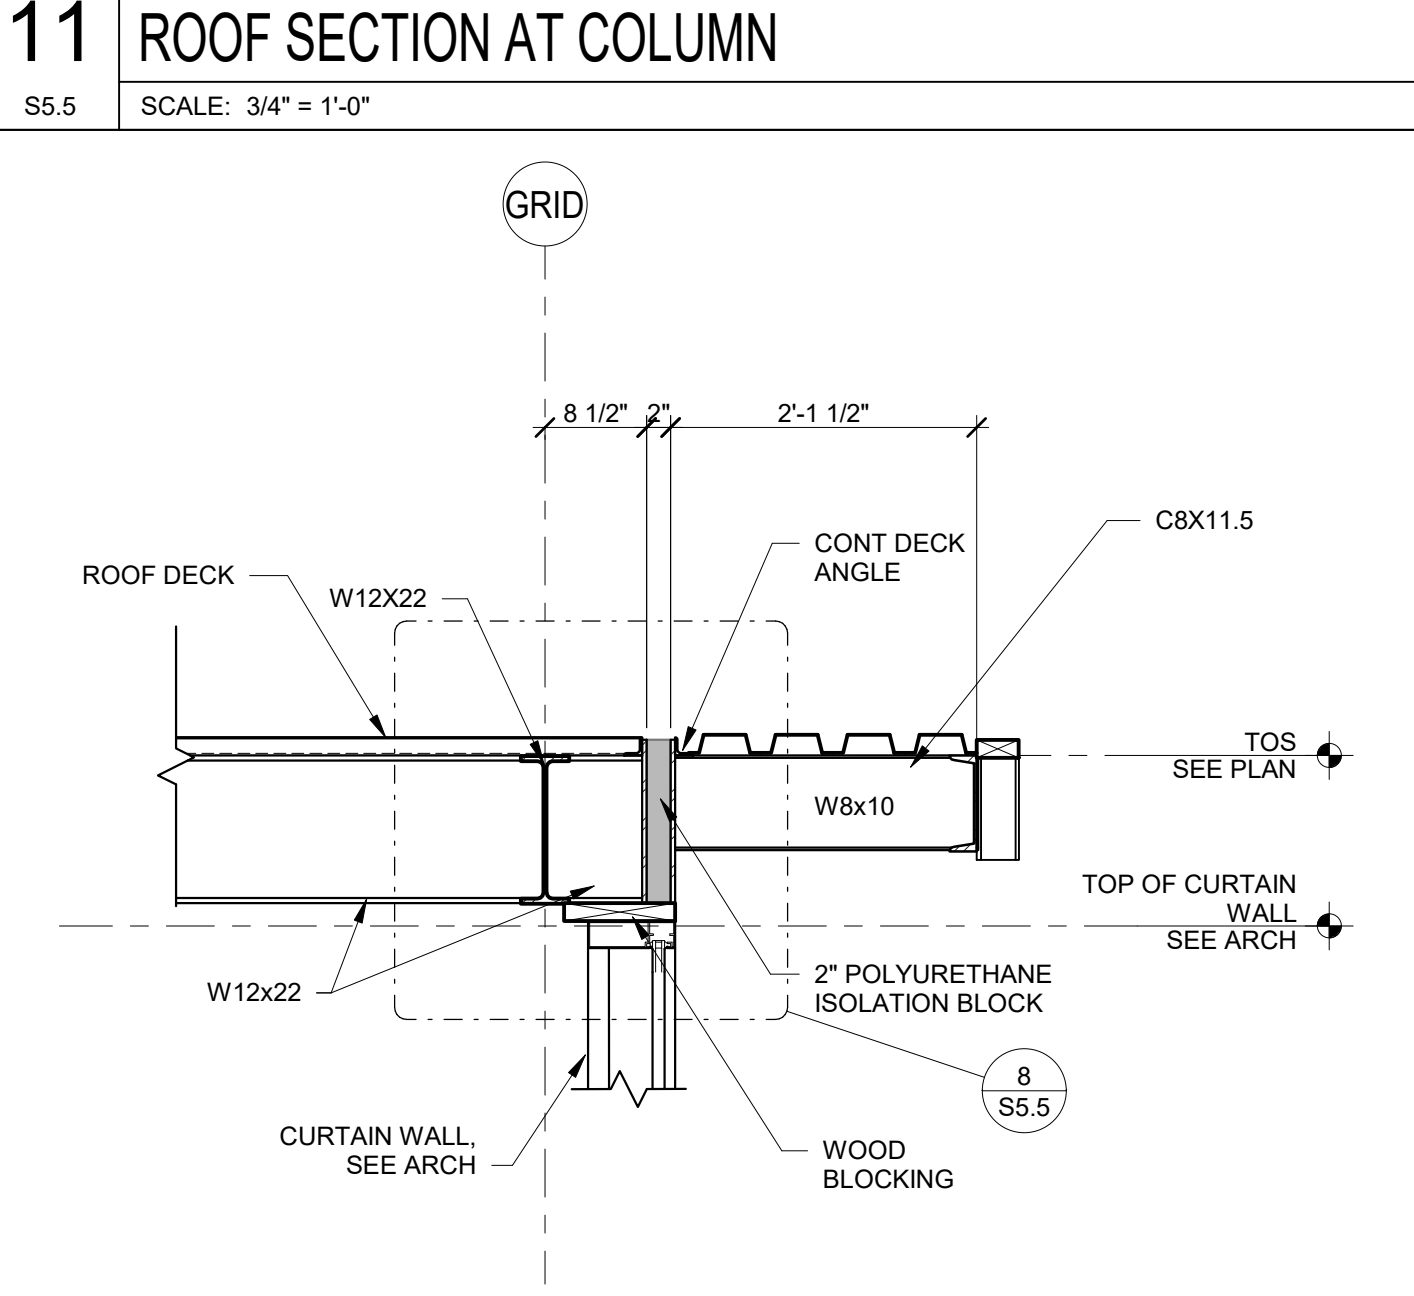 11
ROOF SECTION AT COLUMN
S5.5
SCALE: 3/4" = 1'-0"
GRID
8 1/2"
2"
2'-1 1/2"
C8X11.5
CONT DECK
ANGLE
ROOF DECK
W12X22
TOS
SEE PLAN
W8x10
TOP OF CURTAIN
WALL
SEE ARCH
W12x22
2" POLYURETHANE
ISOLATION BLOCK
8
S5.5
CURTAIN WALL,
SEE ARCH
WOOD
BLOCKING